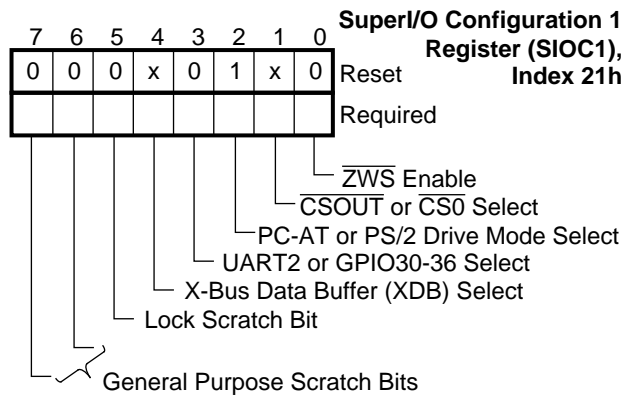 SuperI/O Configuration 1
Register (SIOC1),
Index 21h
7 6 5 4 3 2 1 0
0 0 0 x 0 1 x 0 Reset
Required
ZWS Enable
CSOUT or CS0 Select
PC-AT or PS/2 Drive Mode Select
UART2 or GPIO30-36 Select
X-Bus Data Buffer (XDB) Select
Lock Scratch Bit
General Purpose Scratch Bits